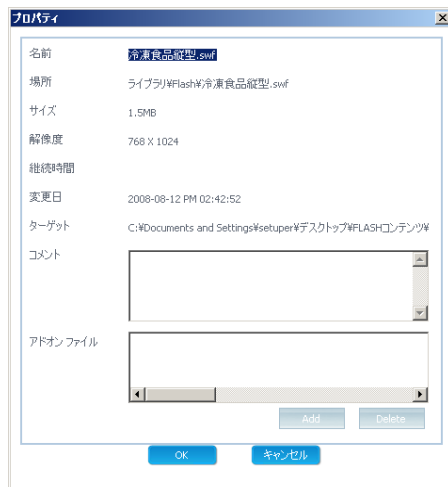 プロパティ
名前 冷凍食品縦型.swf
場所 ライブラリ¥Flash¥冷凍食品縦型.swf
サイズ 1.5MB
解像度 768 X 1024
継続時間
変更日 2008-08-12 PM 02:42:52
ターゲット C:¥Documents and Settings¥setuper¥デスクトップ¥FLASHコンテンツ¥
コメント
アドオン ファイル
Add Delete
OK キャンセル